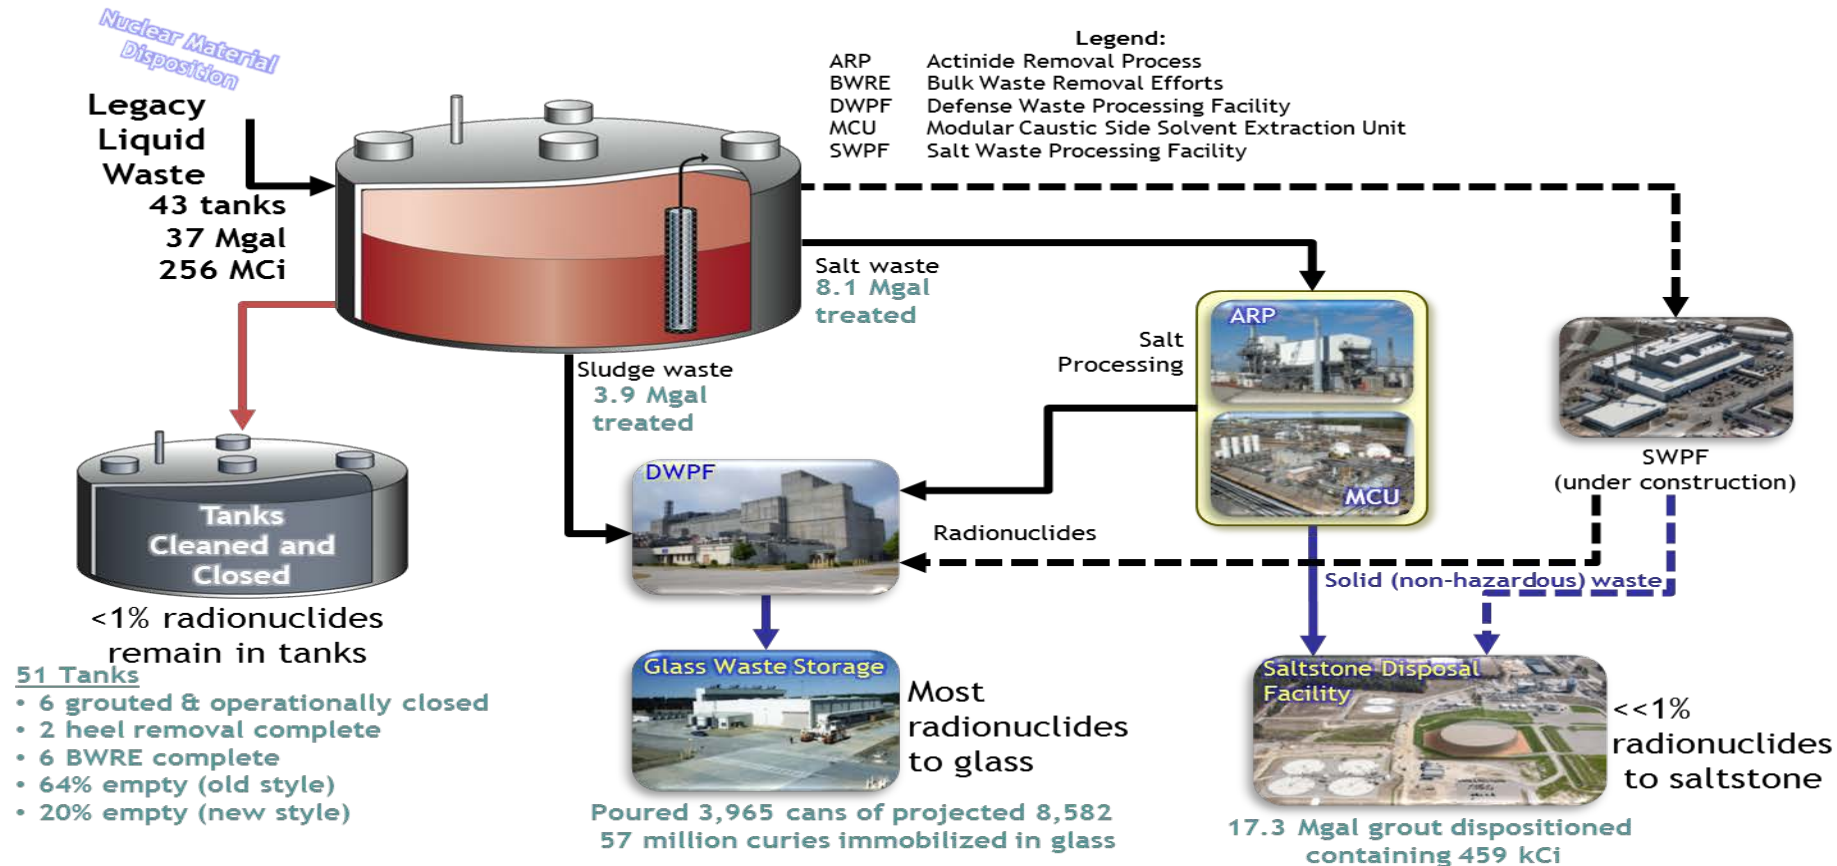 Nuclear Material
Disposition
Legacy
Liquid
Waste
43 tanks
37 Mgal
256 MCi
Legend:
ARP Actinide Removal Process
BWRE Bulk Waste Removal Efforts
DWPF Defense Waste Processing Facility
MCU Modular Caustic Side Solvent Extraction Unit
SWPF Salt Waste Processing Facility
Salt waste
8.1 Mgal
treated
Sludge waste
3.9 Mgal
treated
Salt
Processing
ARP
MCU
SWPF
(under construction)
DWPF
Radionuclides
Solid (non-hazardous) waste
Tanks
Cleaned and
Closed
<1% radionuclides
remain in tanks
51 Tanks
• 6 grouted & operationally closed
• 2 heel removal complete
• 6 BWRE complete
• 64% empty (old style)
• 20% empty (new style)
Glass Waste Storage
Most
radionuclides
to glass
Poured 3,965 cans of projected 8,582
57 million curies immobilized in glass
Saltstone Disposal
Facility
<<1%
radionuclides
to saltstone
17.3 Mgal grout dispositioned
containing 459 kCi